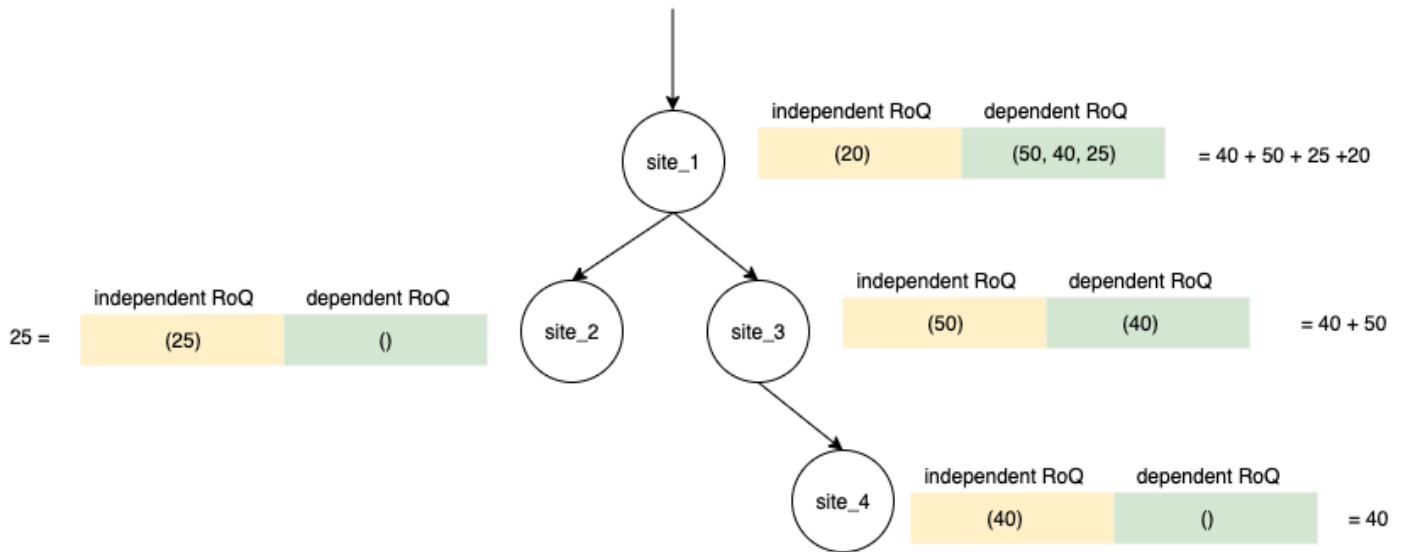 independent RoQ dependent RoQ
site_1 (20) (50, 40, 25) = 40 + 50 + 25 +20
independent RoQ dependent RoQ
25 = (25) () site_2
independent RoQ dependent RoQ
site_3 (50) (40) = 40 + 50
independent RoQ dependent RoQ
site_4 (40) () = 40